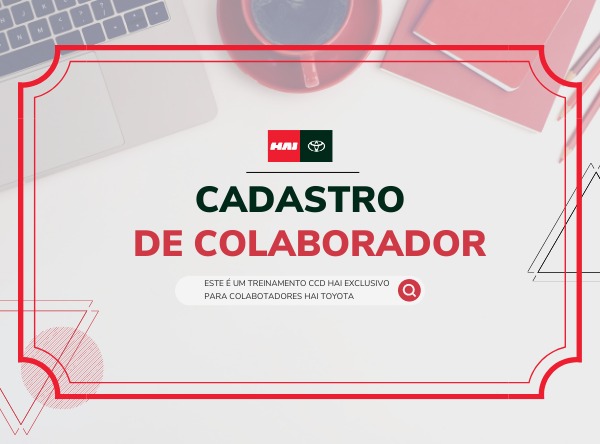 HAI
CADASTRO
DE COLABORADOR
ESTE É UM TREINAMENTO CCD HAI EXCLUSIVO
PARA COLABOTADORES HAI TOYOTA